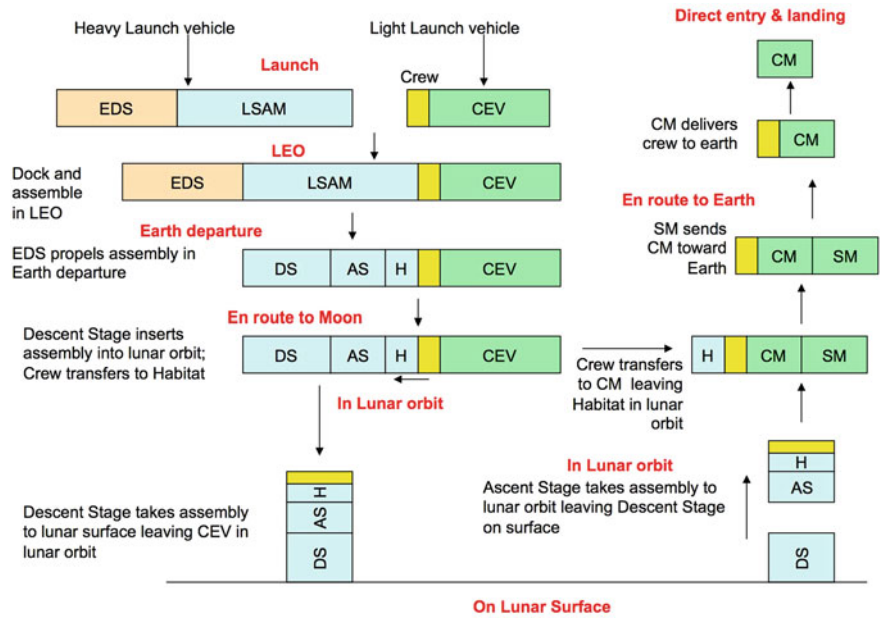 Heavy Launch vehicle
Light Launch vehicle
Launch
Crew
EDS
LSAM
CEV
LEO
Dock and
assemble
in LEO
EDS
LSAM
CEV
Earth departure
EDS propels assembly in
Earth departure
DS
AS
H
CEV
En route to Moon
Descent Stage inserts
assembly into lunar orbit;
Crew transfers to Habitat
DS
AS
H
CEV
In Lunar orbit
H
AS
DS
Descent Stage takes assembly
to lunar surface leaving CEV in
lunar orbit
On Lunar Surface
DS
H
AS
In Lunar orbit
Ascent Stage takes assembly to
lunar orbit leaving Descent Stage
on surface
Crew transfers
to CM leaving
Habitat in lunar
orbit
H
CM
SM
SM sends
CM toward
Earth
CM
SM
En route to Earth
CM delivers
crew to earth
CM
CM
Direct entry & landing